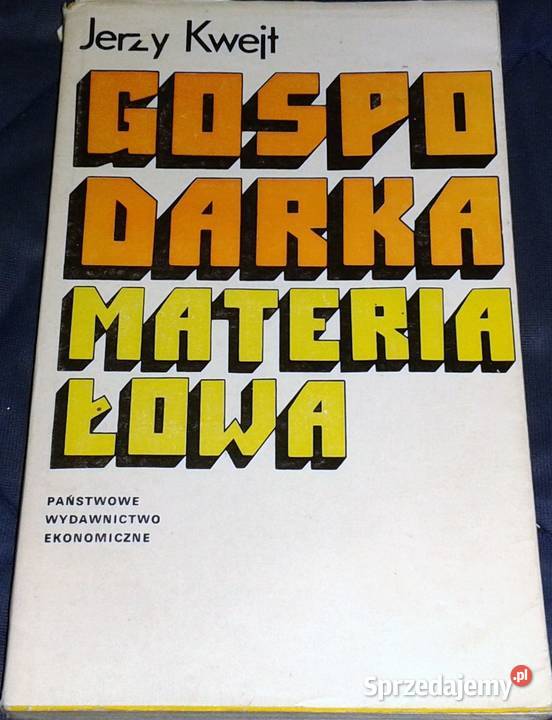 Jerzy Kwejt
GOSPO
DARKA
MATERIA
ŁOWA
PAŃSTWOWE
WYDAWNICTWO
EKONOMICZNE
Sprzedajemy.pl